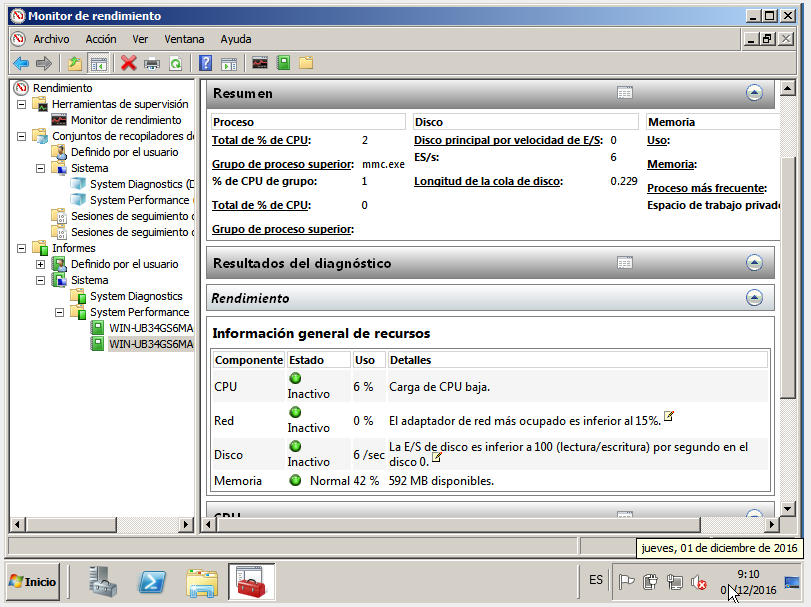 Monitor de rendimiento
Archivo Acción Ver Ventana Ayuda
Rendimiento
Herramientas de supervisión
Monitor de rendimiento
Conjuntos de recopiladores de
Definido por el usuario
Sistema
System Diagnostics (D
System Performance
Sesiones de seguimiento
Sesiones de seguimiento
Informes
Definido por el usuario
Sistema
System Diagnostics
System Performance
WIN-UB34GS6MA
WIN-UB34GS6MA
Resumen
Proceso Disco Memoria
Total de % de CPU: 2 Disco principal por velocidad de E/S: 0 Uso:
Grupo de proceso superior: mmc.exe ES/s: 6 Memoria:
% de CPU de grupo: 1 Longitud de la cola de disco: 0.229 Proceso más frecuente:
Total de % de CPU: 0 Espacio de trabajo privado
Grupo de proceso superior:
Resultados del diagnóstico
Rendimiento
Información general de recursos
Componente Estado Uso Detalles
CPU Inactivo 6 % Carga de CPU baja.
Red Inactivo 0 % El adaptador de red más ocupado es inferior al 15%.
Disco Inactivo 6 /sec La E/S de disco es inferior a 100 (lectura/escritura) por segundo en el
disco 0.
Memoria Normal 42 % 592 MB disponibles.
CPU
jueves, 01 de diciembre de 2016
Inicio ES 9:10
/12/2016